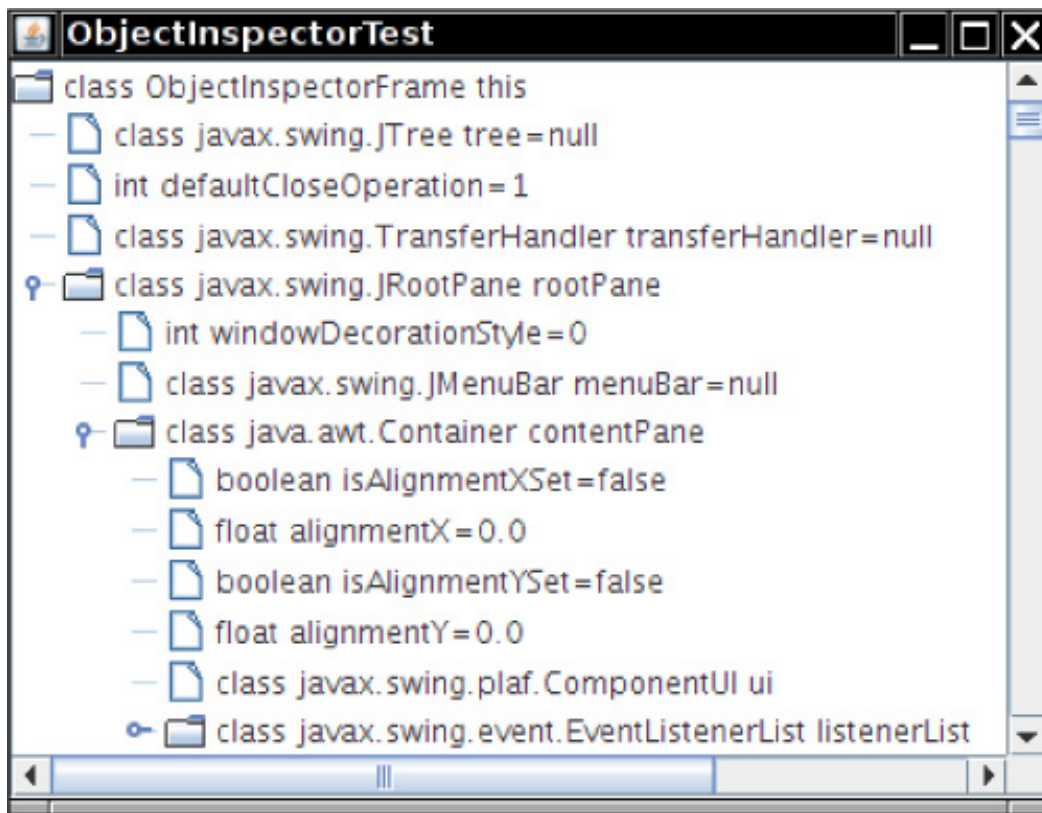 ObjectInspectorTest
class ObjectInspectorFrame this
class javax.swing.JTree tree=null
int defaultCloseOperation=1
class javax.swing.TransferHandler transferHandler=null
class javax.swing.JRootPane rootPane
int windowDecorationStyle=0
class javax.swing.JMenuBar menuBar=null
class java.awt.Container contentPane
boolean isAlignmentXSet=false
float alignmentX=0.0
boolean isAlignmentYSet=false
float alignmentY=0.0
class javax.swing.plaf.ComponentUI ui
class javax.swing.event.EventListenerList listenerList